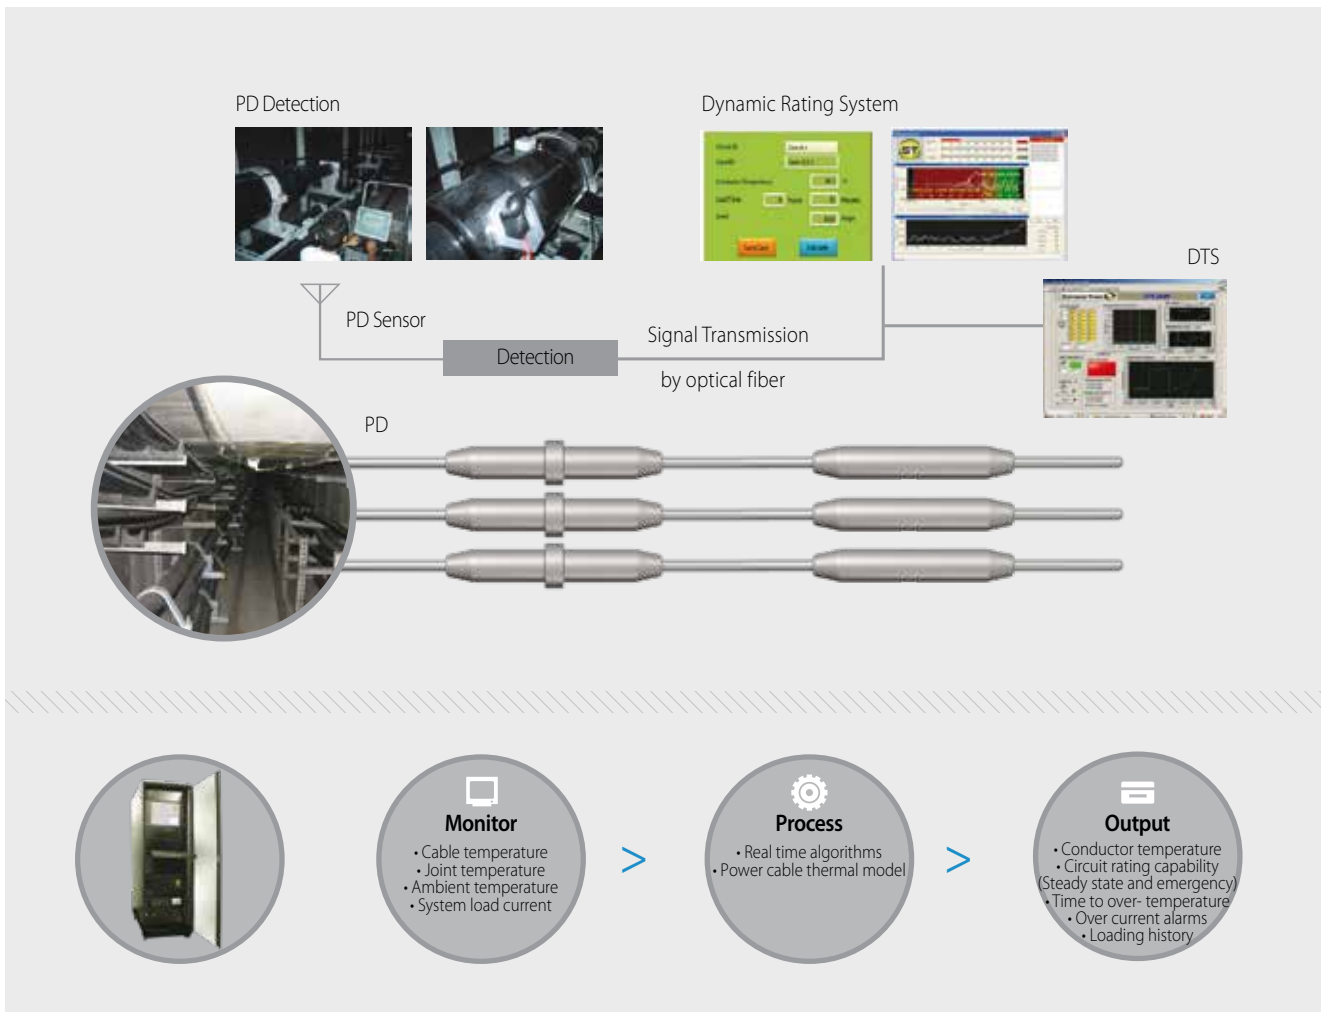 PD Detection
Dynamic Rating System
DTS
PD Sensor
Detection
Signal Transmission
by optical fiber
PD
Monitor
• Cable temperature
• Joint temperature
• Ambient temperature
• System load current
>
Process
• Real time algorithms
• Power cable thermal model
>
Output
• Conductor temperature
• Circuit rating capability
(Steady state and emergency)
• Time to over- temperature
• Over current alarms
• Loading history